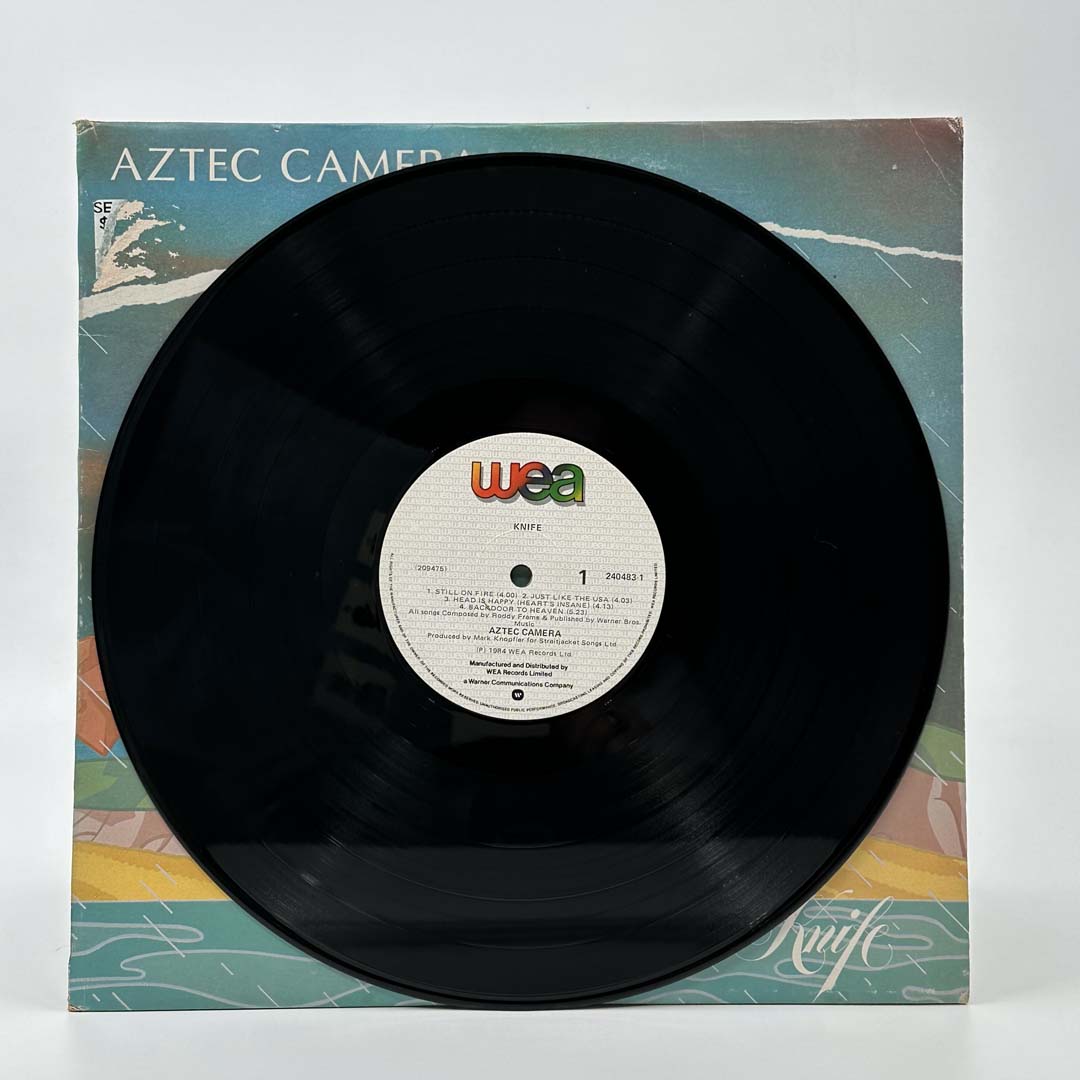 AZTEC CAMERA
SE
$
wea
KNIFE
(209475)
1
240483-1
1. STILL ON FIRE (4.00) 2. JUST LIKE THE USA (4.03)
3. HEAD IS HAPPY (HEART'S INSANE) (4.13)
4. BACKDOOR TO HEAVEN (5.23)
All songs Composed by Roddy Frame & Published by Warner Bros.
Music
AZTEC CAMERA
Produced by Mark Knopfler for Straitjacket Songs Ltd
(P) 1984 WEA Records Ltd.
Manufactured and Distributed by
WEA Records Limited
a Warner Communications Company
Knife